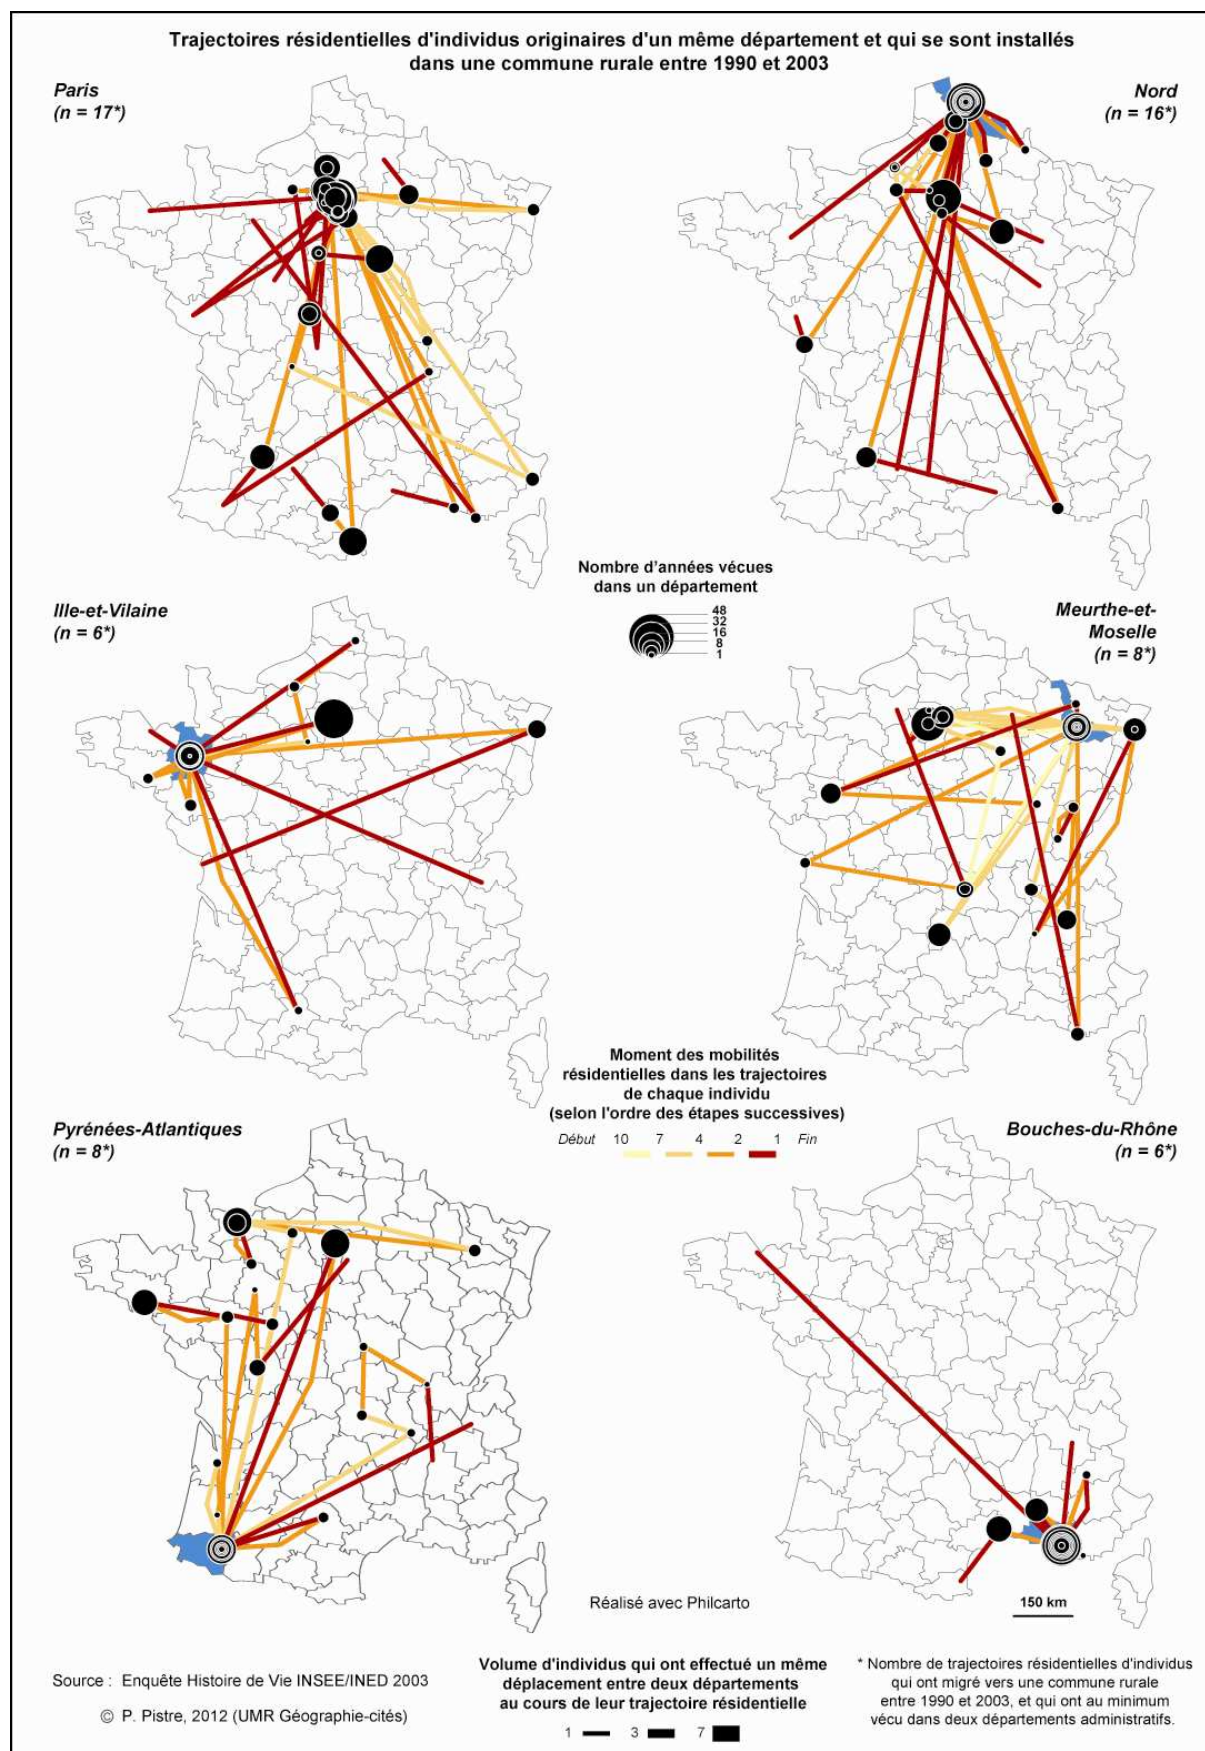 Trajectoires résidentielles d'individus originaires d'un même département et qui se sont installés
dans une commune rurale entre 1990 et 2003
Paris
(n = 17*)
Nord
(n = 16*)
Nombre d'années vécues
dans un département
48
32
16
8
1
Ille-et-Vilaine
(n = 6*)
Meurthe-et-
Moselle
(n = 8*)
Moment des mobilités
résidentielles dans les trajectoires
de chaque individu
(selon l'ordre des étapes successives)
Début 10 7 4 2 1 Fin
Pyrénées-Atlantiques
(n = 8*)
Bouches-du-Rhône
(n = 6*)
Réalisé avec Philcarto
150 km
Source : Enquête Histoire de Vie INSEE/INED 2003
© P. Pistre, 2012 (UMR Géographie-cités)
Volume d'individus qui ont effectué un même
déplacement entre deux départements
au cours de leur trajectoire résidentielle
1 3 7
* Nombre de trajectoires résidentielles d'individus
qui ont migré vers une commune rurale
entre 1990 et 2003, et qui ont au minimum
vécu dans deux départements administratifs.